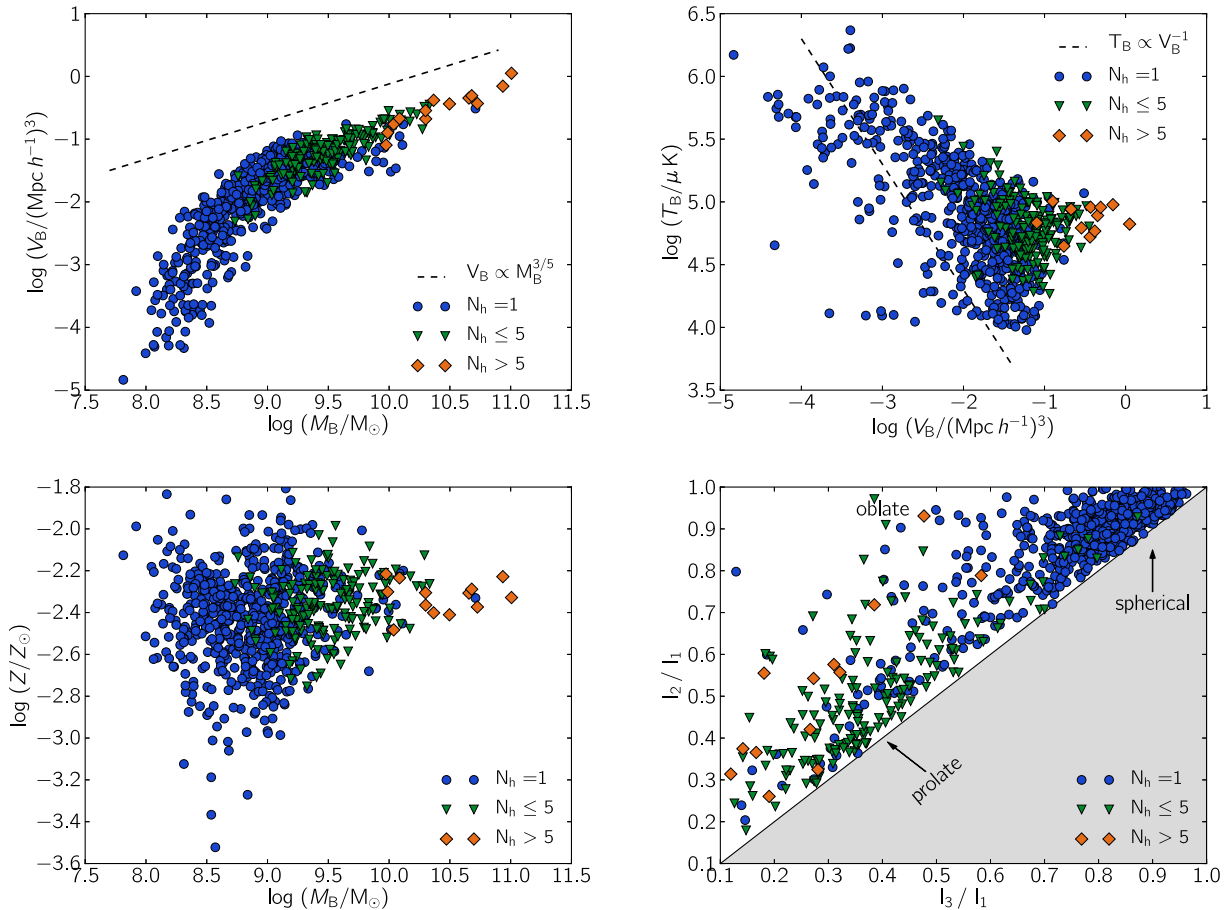 log (V_B/(Mpc h⁻¹)³)
1
0
−1
−2
−3
−4
−5
7.5 8.0 8.5 9.0 9.5 10.0 10.5 11.0 11.5
log (M_B/M_⊙)
V_B ∝ M_B^{3/5}
N_h =1
N_h ≤ 5
N_h > 5
log (T_B/μ K)
6.5
6.0
5.5
5.0
4.5
4.0
3.5
−5 −4 −3 −2 −1 0 1
log (V_B/(Mpc h⁻¹)³)
T_B ∝ V_B⁻¹
N_h =1
N_h ≤ 5
N_h > 5
log (Z/Z_⊙)
−1.8
−2.0
−2.2
−2.4
−2.6
−2.8
−3.0
−3.2
−3.4
−3.6
7.5 8.0 8.5 9.0 9.5 10.0 10.5 11.0 11.5
log (M_B/M_⊙)
N_h =1
N_h ≤ 5
N_h > 5
I_2 / I_1
1.0
0.9
0.8
0.7
0.6
0.5
0.4
0.3
0.2
0.1
0.1 0.2 0.3 0.4 0.5 0.6 0.7 0.8 0.9 1.0
I_3 / I_1
oblate
spherical
prolate
N_h =1
N_h ≤ 5
N_h > 5